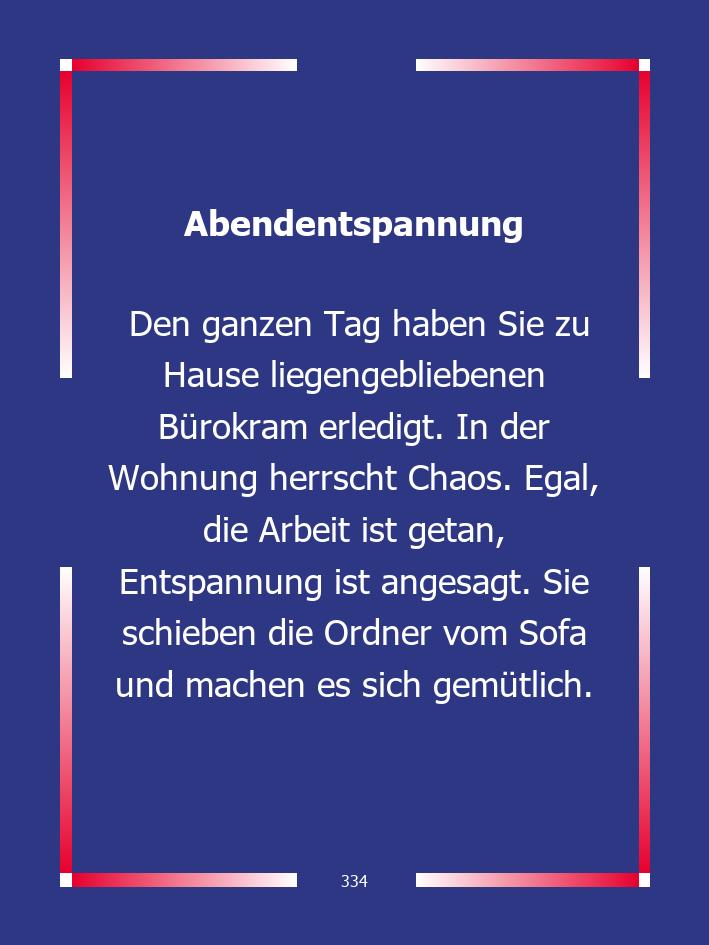 Abendentspannung
Den ganzen Tag haben Sie zu
Hause liegengebliebenen
Bürokram erledigt. In der
Wohnung herrscht Chaos. Egal,
die Arbeit ist getan,
Entspannung ist angesagt. Sie
schieben die Ordner vom Sofa
und machen es sich gemütlich.
334